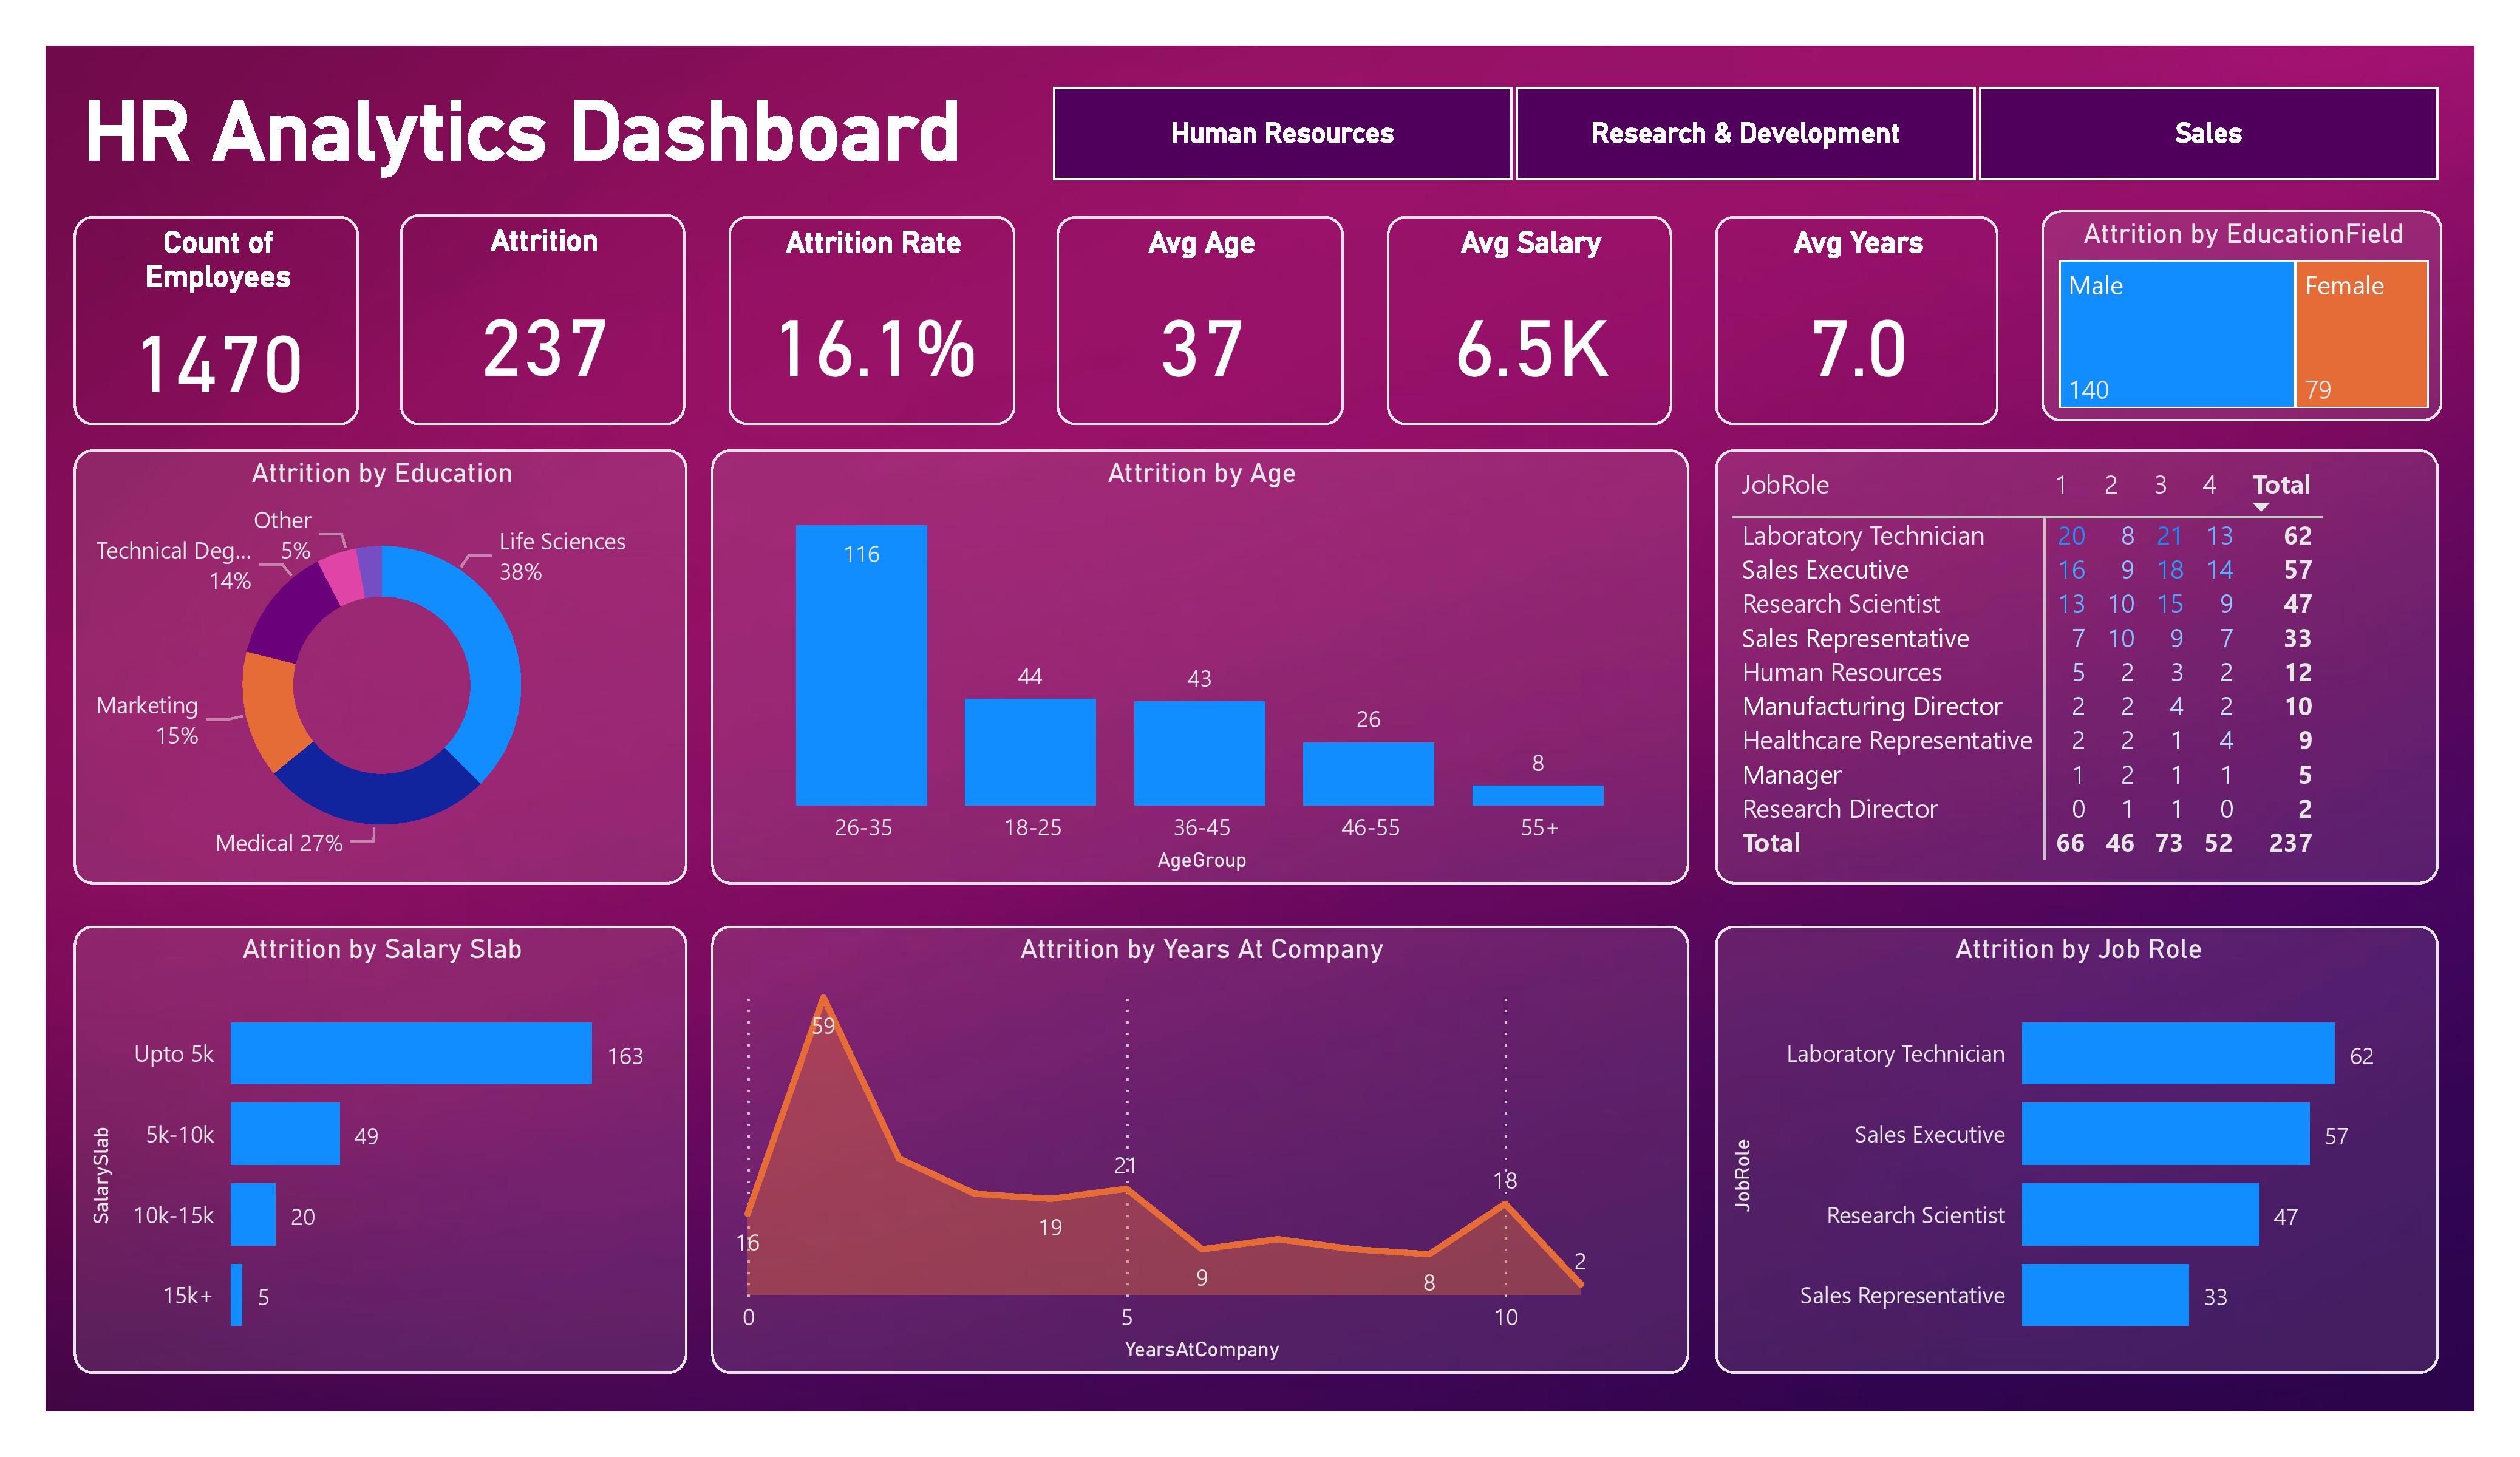 HR Analytics Dashboard
Human Resources
Research & Development
Sales
Count of
Employees
1470
Attrition
237
Attrition Rate
16.1%
Avg Age
37
Avg Salary
6.5K
Avg Years
7.0
Attrition by EducationField
Male
Female
140
79
Attrition by Education
Other
5%
Life Sciences
38%
Technical Deg...
14%
Marketing
15%
Medical 27%
Attrition by Age
116
44
43
26
8
26-35
18-25
36-45
46-55
55+
AgeGroup
JobRole 1 2 3 4 Total
Laboratory Technician 20 8 21 13 62
Sales Executive 16 9 18 14 57
Research Scientist 13 10 15 9 47
Sales Representative 7 10 9 7 33
Human Resources 5 2 3 2 12
Manufacturing Director 2 2 4 2 10
Healthcare Representative 2 2 1 4 9
Manager 1 2 1 1 5
Research Director 0 1 1 0 2
Total 66 46 73 52 237
Attrition by Salary Slab
SalarySlab
Upto 5k 163
5k-10k 49
10k-15k 20
15k+ 5
Attrition by Years At Company
16
59
19
21
9
8
18
2
0
5
10
YearsAtCompany
Attrition by Job Role
JobRole
Laboratory Technician 62
Sales Executive 57
Research Scientist 47
Sales Representative 33